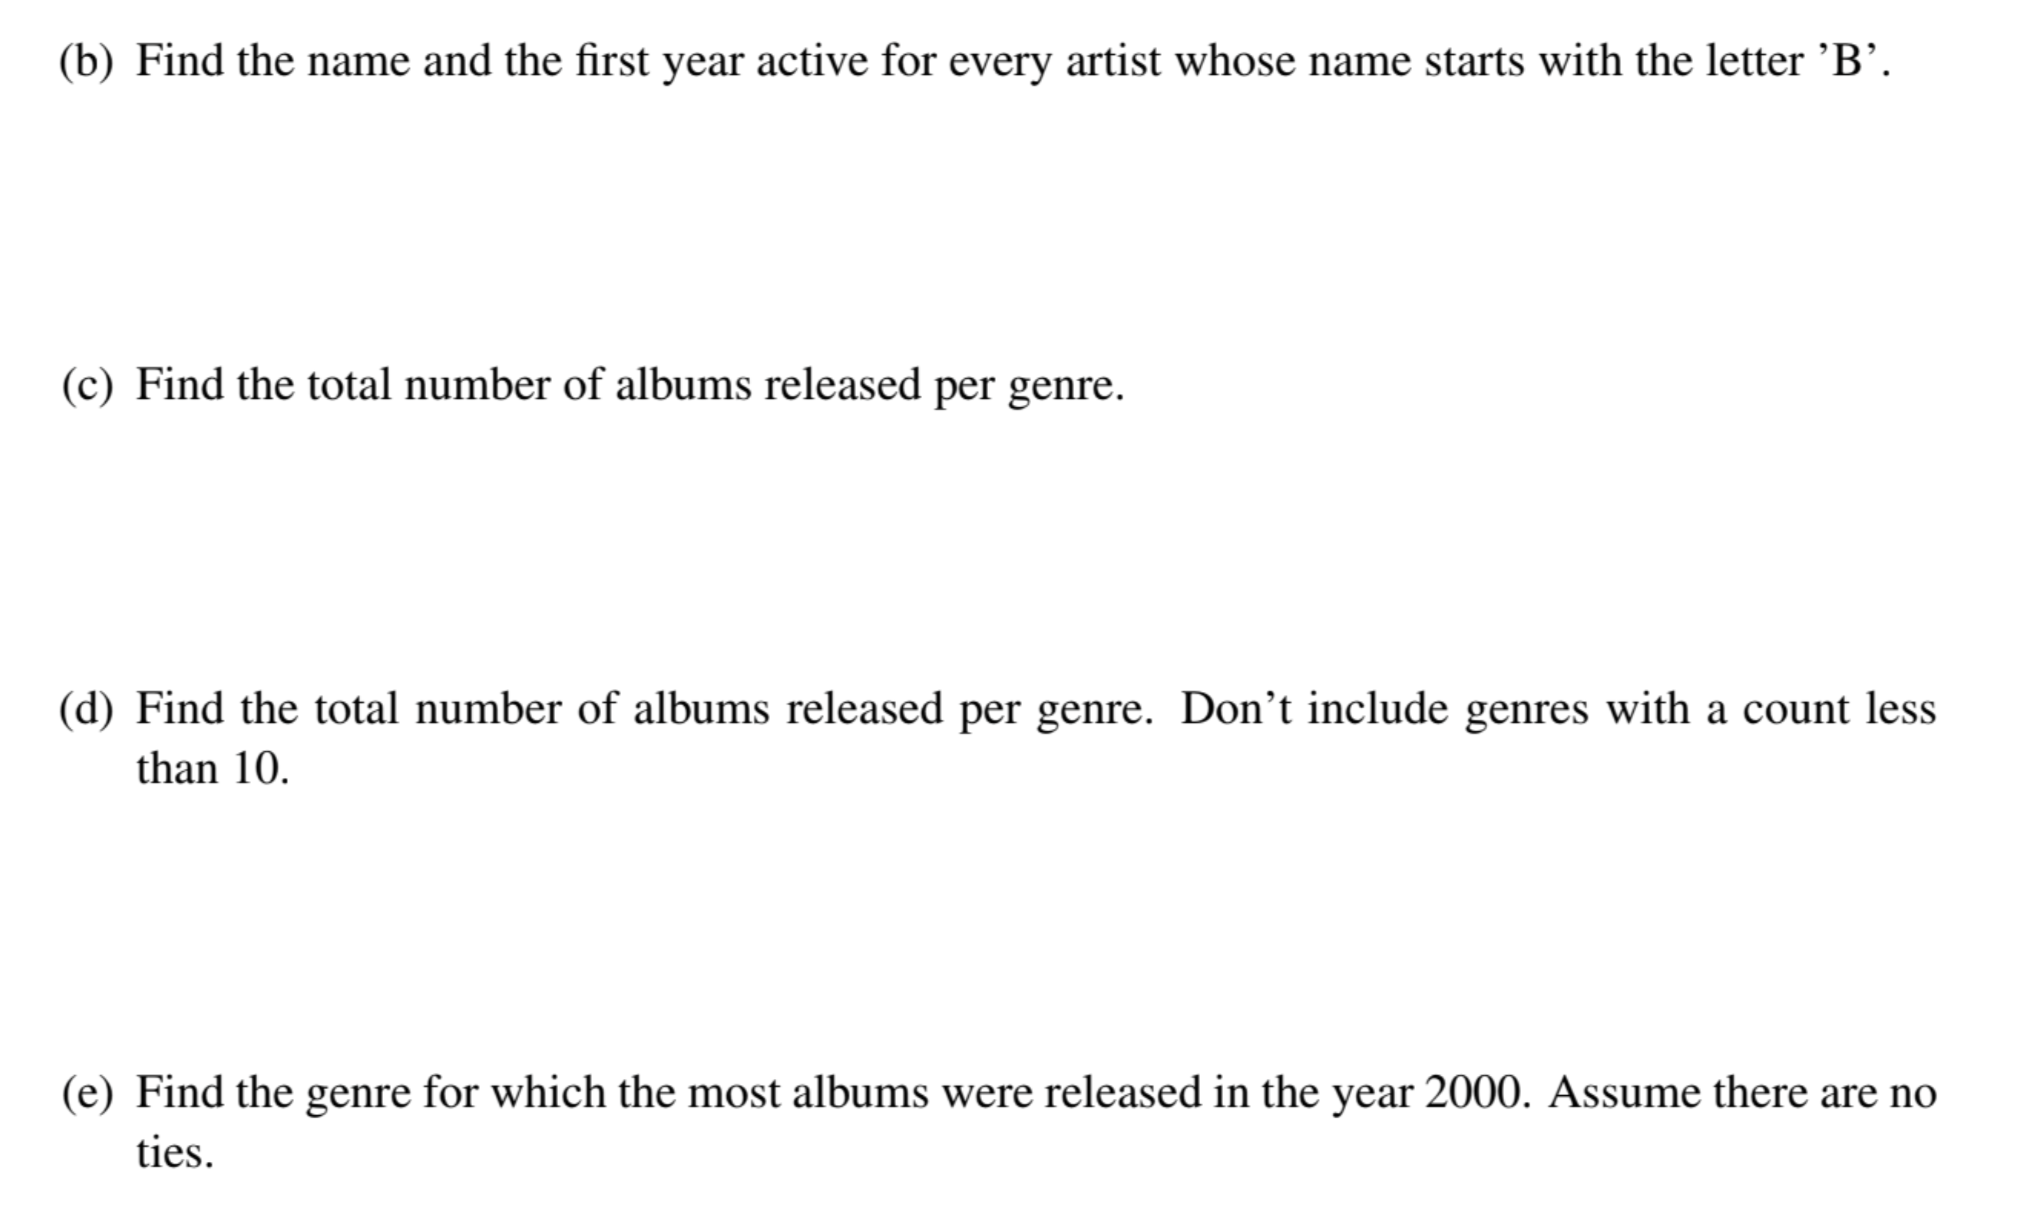 (b) Find the name and the first year active for every artist whose name starts with the letter ’B’.
(c) Find the total number of albums released per genre.
(d) Find the total number of albums released per genre. Don’t include genres with a count less
than 10.
(e) Find the genre for which the most albums were released in the year 2000. Assume there are no
ties.